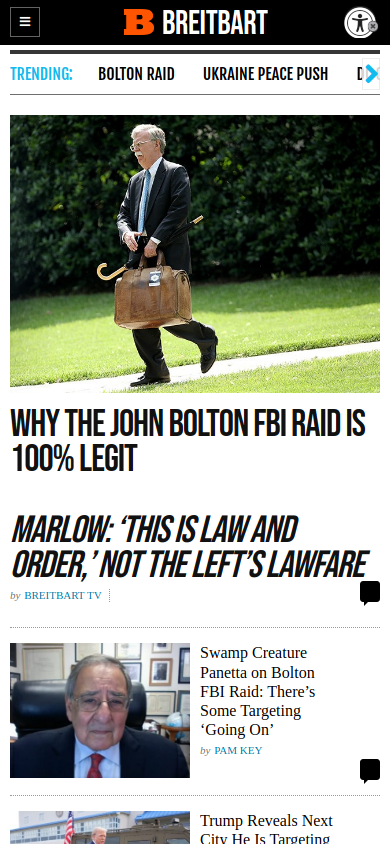 BREITBART
TRENDING:
BOLTON RAID
UKRAINE PEACE PUSH
WHY THE JOHN BOLTON FBI RAID IS
100% LEGIT
MARLOW: ‘THIS IS LAW AND
ORDER,’ NOT THE LEFT’S LAWFARE
by BREITBART TV
Swamp Creature
Panetta on Bolton
FBI Raid: There’s
Some Targeting
‘Going On’
by PAM KEY
Trump Reveals Next
City He Is Targeting